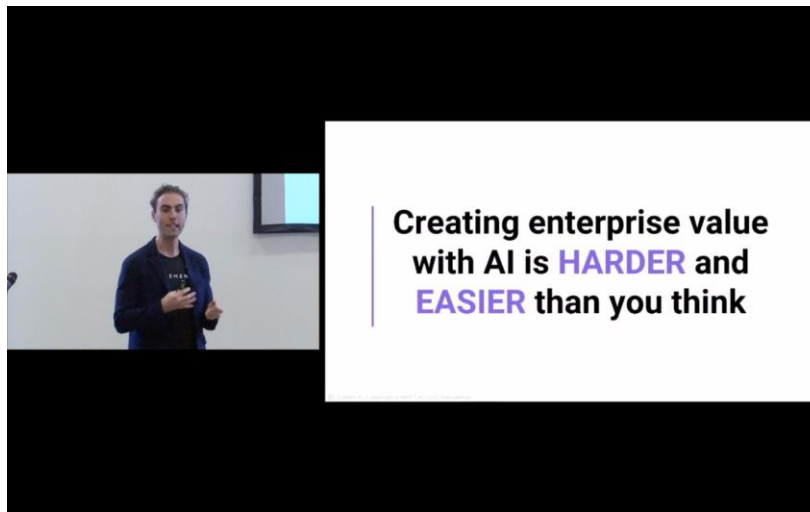 Creating enterprise value
with AI is HARDER and
EASIER than you think